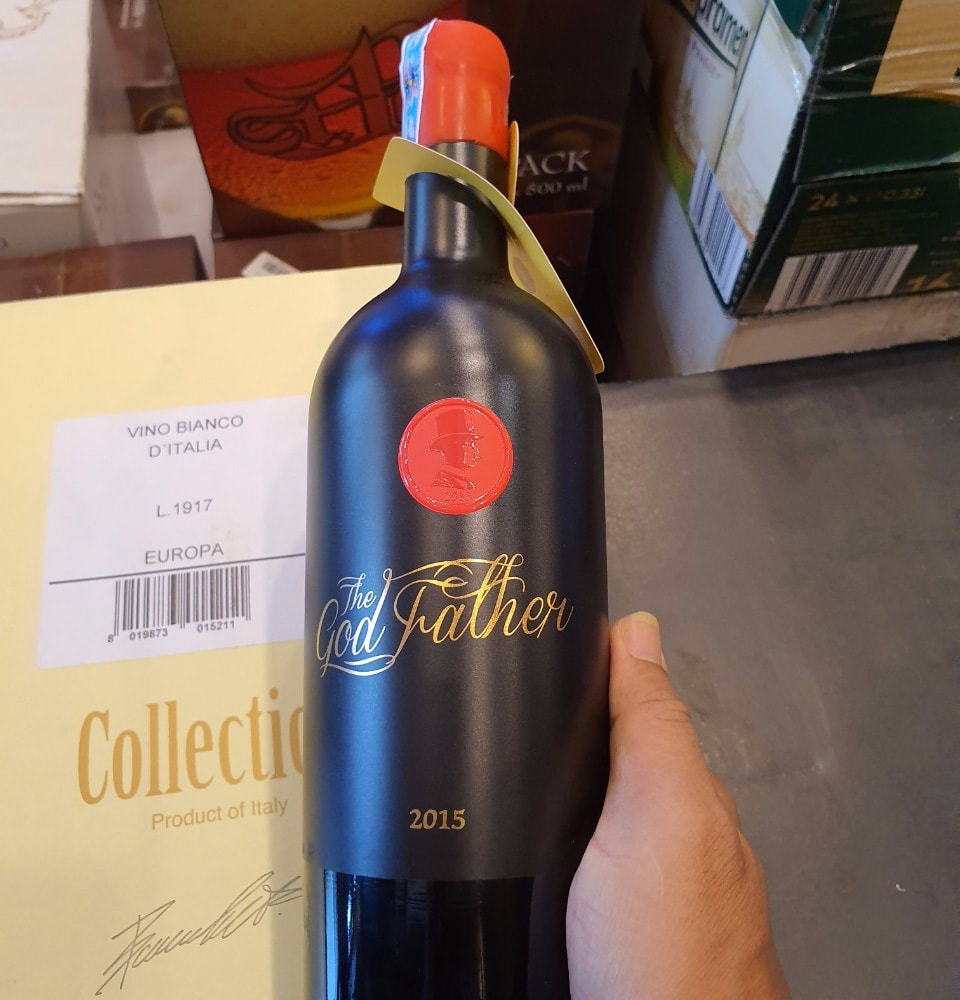 PACK
500 ml
24 x
VINO BIANCO
D'ITALIA
L.1917
EUROPA
8 019873 015211
Collectio
Product of Italy
The
God Father
2015